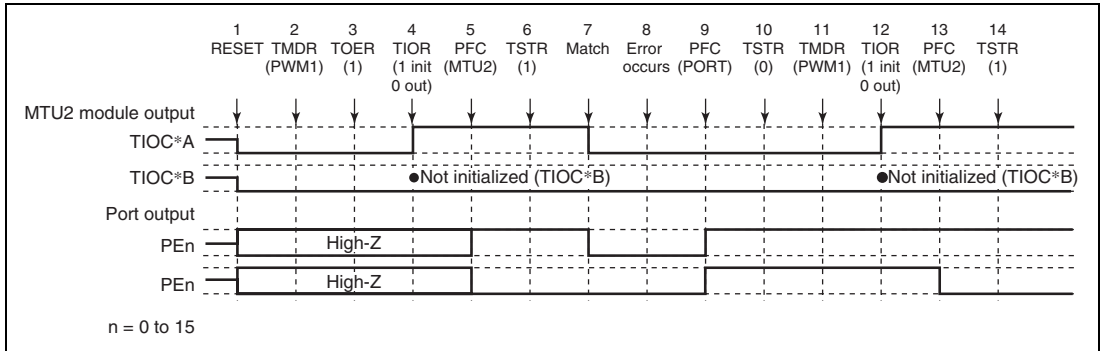 1 2 3 4 5 6 7 8 9 10 11 12 13 14
RESET TMDR TOER TIOR PFC TSTR Match Error PFC TSTR TMDR TIOR PFC TSTR
(PWM1) (1) (1 init (MTU2) (1) occurs (PORT) (0) (PWM1) (1 init (MTU2) (1)
0 out) 0 out)
MTU2 module output
TIOC*A
TIOC*B ●Not initialized (TIOC*B) ●Not initialized (TIOC*B)
Port output
PEn High-Z
PEn High-Z
n = 0 to 15